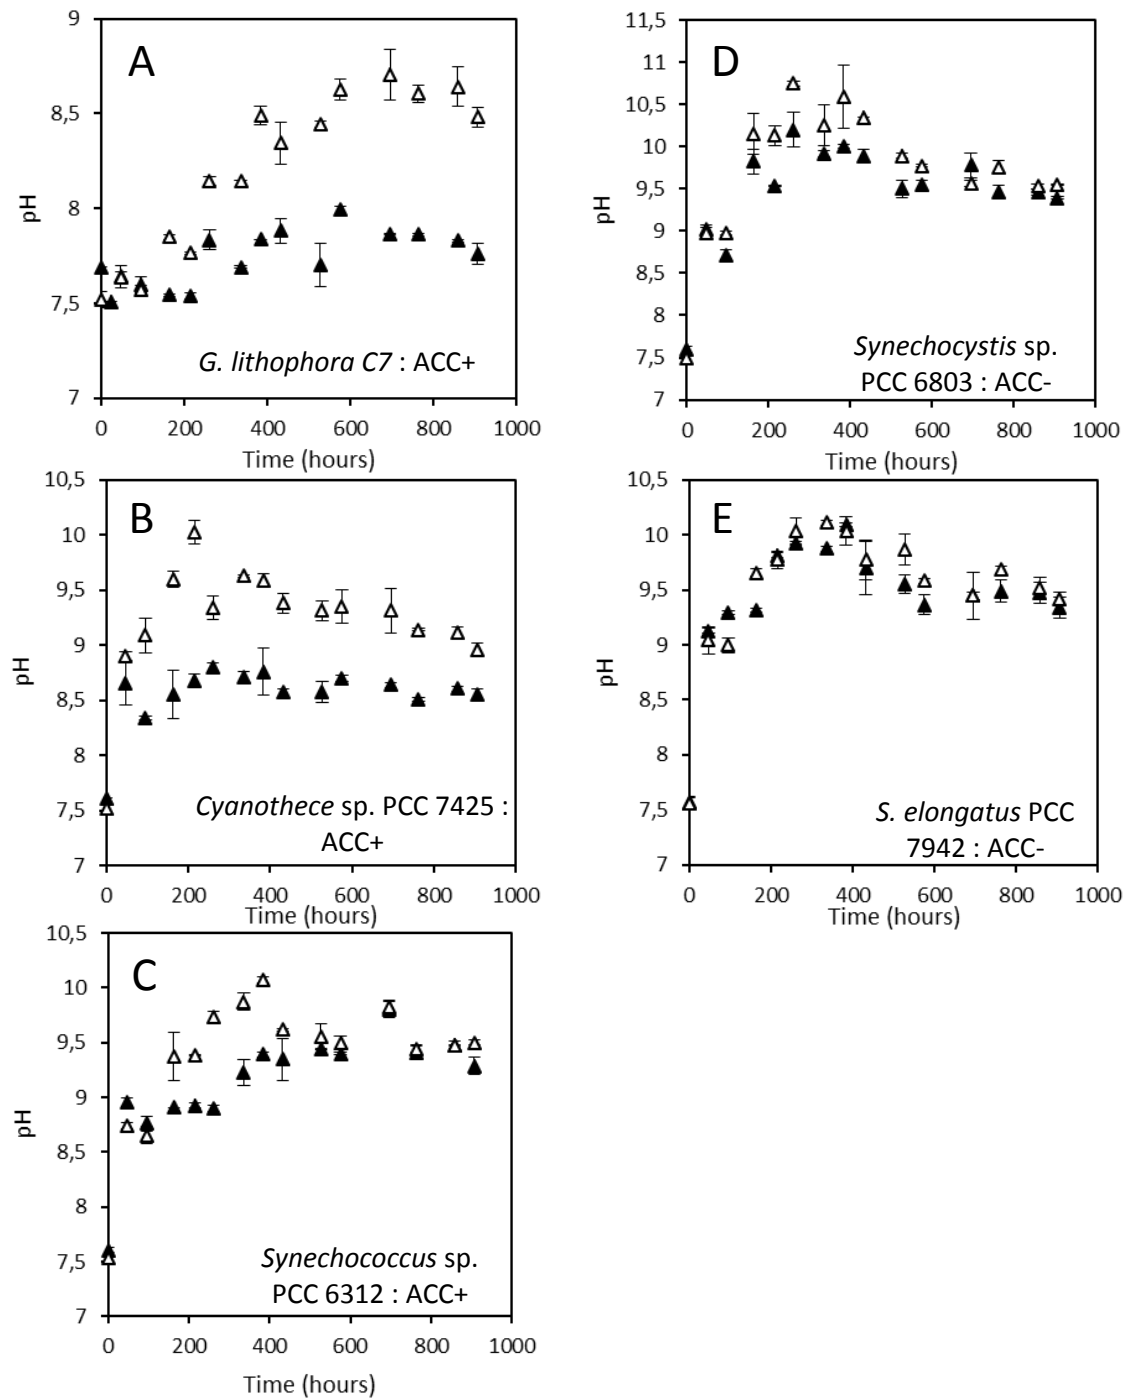 A
9
8,5
8
7,5
7
pH
0 200 400 600 800 1000
Time (hours)
G. lithophora C7 : ACC+
B
10,5
10
9,5
9
8,5
8
7,5
7
pH
0 200 400 600 800 1000
Time (hours)
Cyanothece sp. PCC 7425 :
ACC+
C
10,5
10
9,5
9
8,5
8
7,5
7
pH
0 200 400 600 800 1000
Time (hours)
Synechococcus sp.
PCC 6312 : ACC+
D
11,5
11
10,5
10
9,5
9
8,5
8
7,5
7
pH
0 200 400 600 800 1000
Time (hours)
Synechocystis sp.
PCC 6803 : ACC-
E
10,5
10
9,5
9
8,5
8
7,5
7
pH
0 200 400 600 800 1000
Time (hours)
S. elongatus PCC
7942 : ACC-